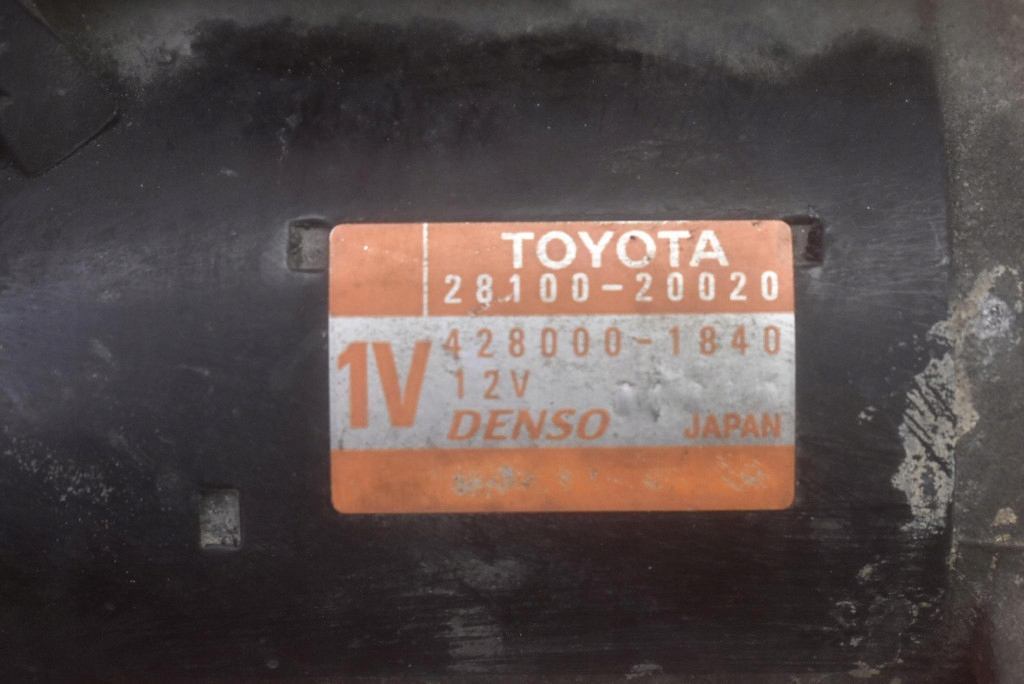 TOYOTA
28100-20020
1V
428000-1840
12V
DENSO JAPAN